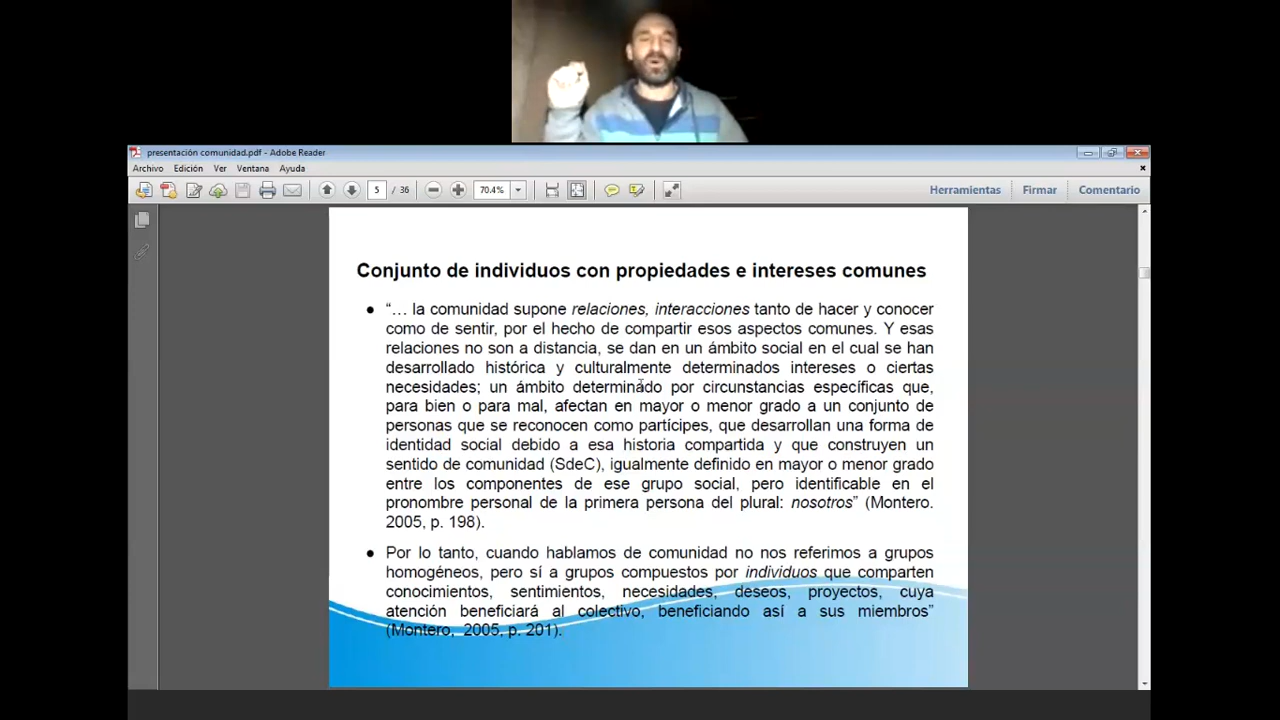 presentación comunidad.pdf - Adobe Reader
Archivo Edición Ver Ventana Ayuda
5 / 36 70.4% Herramientas Firmar Comentario
Conjunto de individuos con propiedades e intereses comunes
● “… la comunidad supone relaciones, interacciones tanto de hacer y conocer
como de sentir, por el hecho de compartir esos aspectos comunes. Y esas
relaciones no son a distancia, se dan en un ámbito social en el cual se han
desarrollado histórica y culturalmente determinados intereses o ciertas
necesidades; un ámbito determinado por circunstancias específicas que,
para bien o para mal, afectan en mayor o menor grado a un conjunto de
personas que se reconocen como partícipes, que desarrollan una forma de
identidad social debido a esa historia compartida y que construyen un
sentido de comunidad (SdeC), igualmente definido en mayor o menor grado
entre los componentes de ese grupo social, pero identificable en el
pronombre personal de la primera persona del plural: nosotros” (Montero.
2005, p. 198).
● Por lo tanto, cuando hablamos de comunidad no nos referimos a grupos
homogéneos, pero sí a grupos compuestos por individuos que comparten
conocimientos, sentimientos, necesidades, deseos, proyectos, cuya
atención beneficiará al colectivo, beneficiando así a sus miembros”
(Montero, 2005, p. 201).